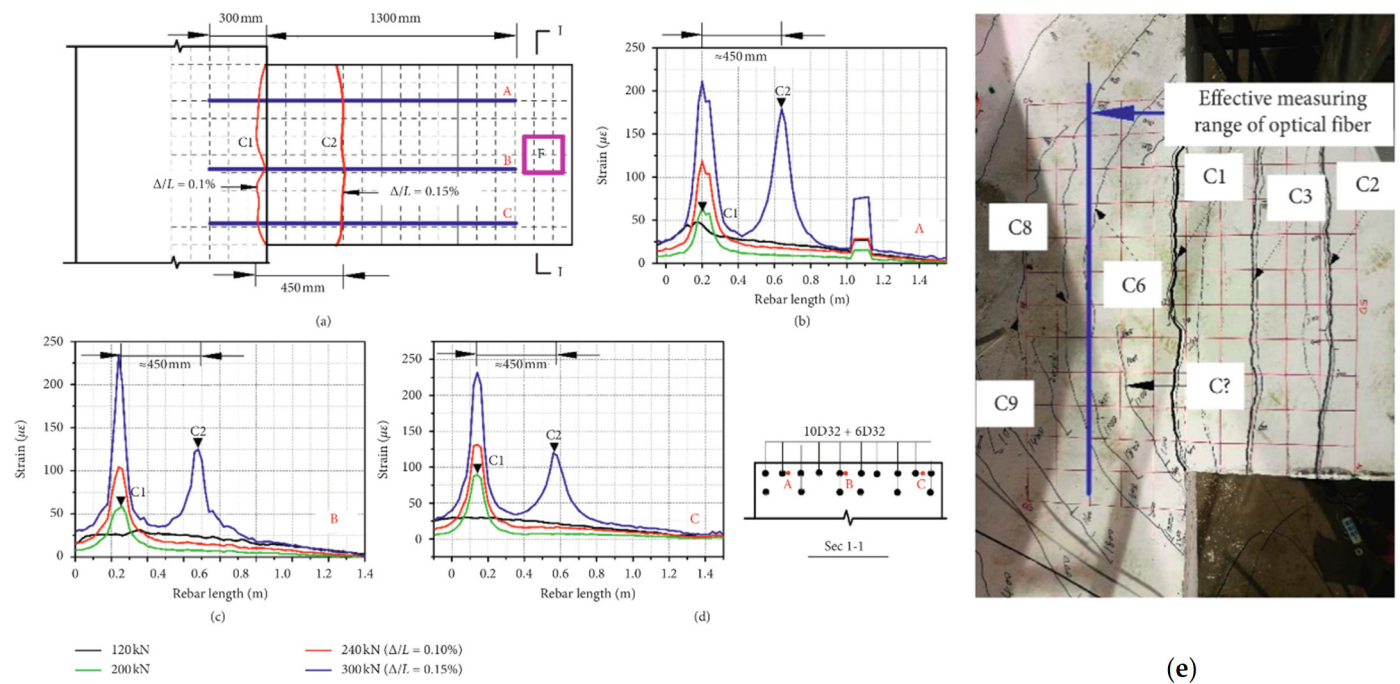 300 mm
1300 mm
I
A
C1
C2
F
B
Δ/L = 0.1%
Δ/L = 0.15%
C
I
450 mm
(a)
250
200
150
100
50
0
Strain (με)
≈450 mm
C2
C1
A
0
0.2
0.4
0.6
0.8
1.0
1.2
1.4
Rebar length (m)
(b)
250
200
150
100
50
0
Strain (με)
≈450 mm
C2
C1
B
0
0.2
0.4
0.6
0.8
1.0
1.2
1.4
Rebar length (m)
(c)
250
200
150
100
50
0
Strain (με)
≈450 mm
C2
C1
C
0
0.2
0.4
0.6
0.8
1.0
1.2
1.4
Rebar length (m)
(d)
10D32 + 6D32
A
B
C
Sec 1-1
120 kN
200 kN
240 kN (Δ/L = 0.10%)
300 kN (Δ/L = 0.15%)
Effective measuring
range of optical fiber
C1
C3
C2
C8
C6
C?
C9
(e)